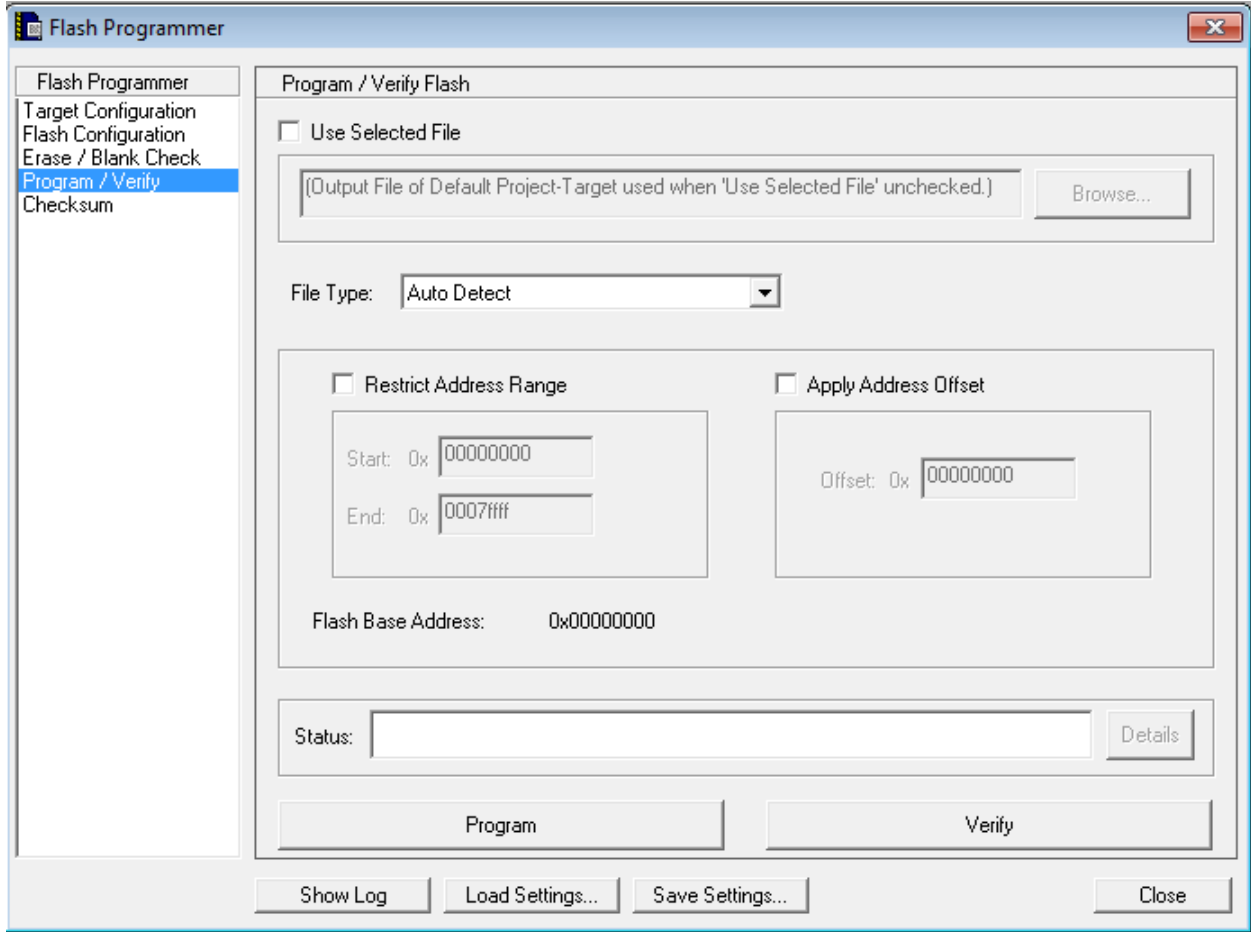 Flash Programmer
Flash Programmer
Target Configuration
Flash Configuration
Erase / Blank Check
Program / Verify
Checksum
Program / Verify Flash
Use Selected File
(Output File of Default Project-Target used when 'Use Selected File' unchecked.)
Browse...
File Type: Auto Detect
Restrict Address Range
Start: 0x 00000000
End: 0x 0007ffff
Apply Address Offset
Offset: 0x 00000000
Flash Base Address: 0x00000000
Status:
Details
Program
Verify
Show Log
Load Settings...
Save Settings...
Close